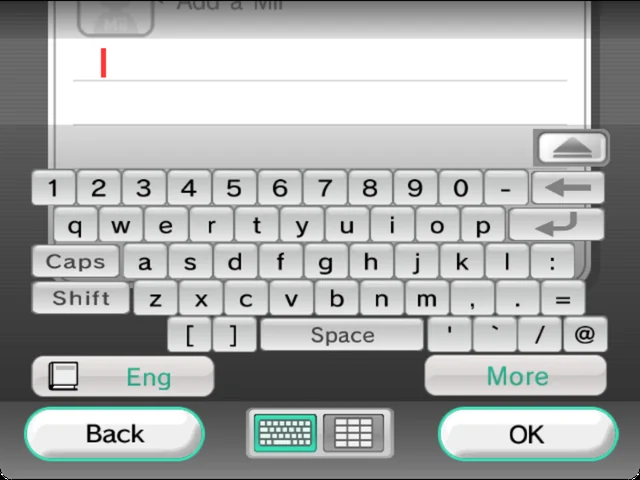 Add a Mii
1 2 3 4 5 6 7 8 9 0 -
q w e r t y u i o p
Caps a s d f g h j k l :
Shift z x c v b n m , . =
[ ] Space ' ` / @
Eng More
Back OK